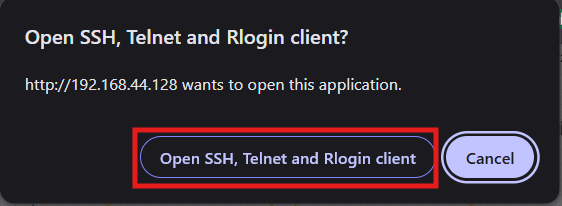 Open SSH, Telnet and Rlogin client?
http://192.168.44.128 wants to open this application.
Open SSH, Telnet and Rlogin client
Cancel